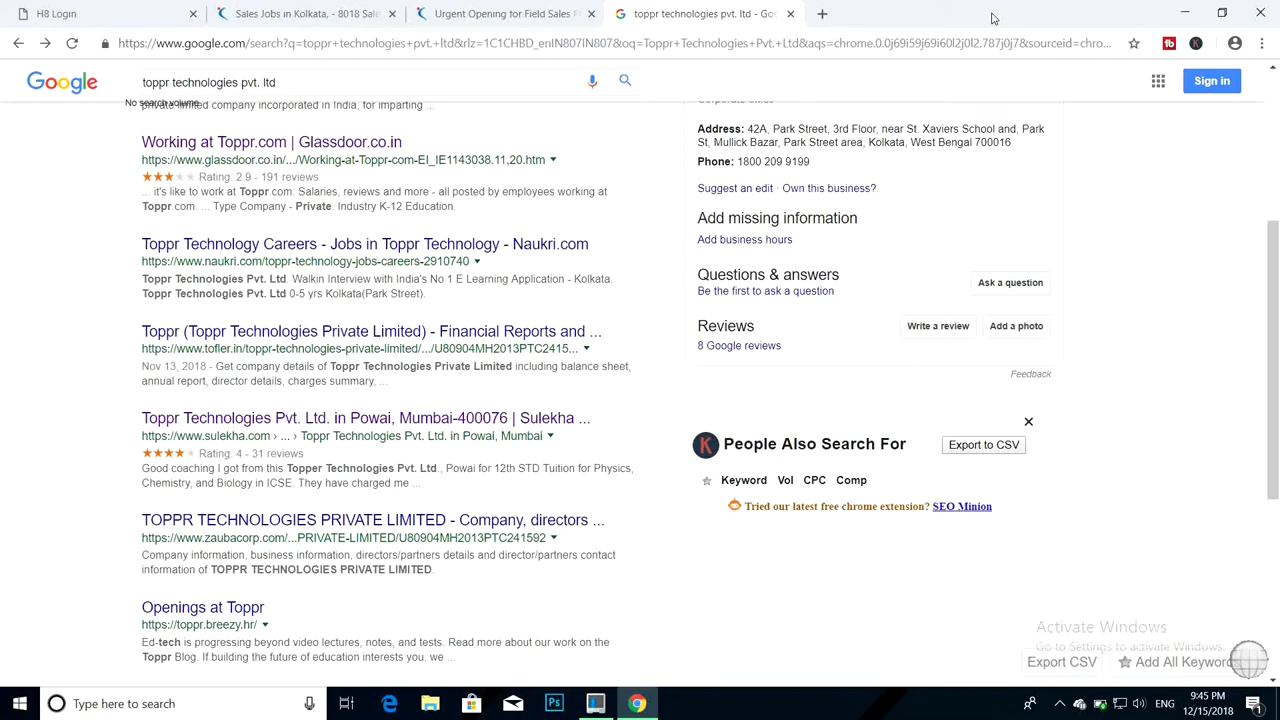 H8 Login
Sales Jobs in Kolkata, - 8018 Sal
Urgent Opening for Field Sales P
toppr technologies pvt. ltd - Goo
https://www.google.com/search?q=toppr+technologies+pvt.+ltd&rlz=1C1CHBD_enIN807IN807&oq=Toppr+Technologies+Pvt.+Ltd&aqs=chrome.0.0j69i59j69i60l2j0l2.787j0j7&sourceid=chro...
Google
toppr technologies pvt. ltd
Sign in
No search volume
private limited company incorporated in India, for imparting ...
Working at Toppr.com | Glassdoor.co.in
https://www.glassdoor.co.in/.../Working-at-Toppr-com-EI_IE1143038.11,20.htm
Rating: 2.9 - 191 reviews
... it's like to work at Toppr com. Salaries, reviews and more - all posted by employees working at
Toppr com. ... Type Company - Private. Industry K-12 Education.
Toppr Technology Careers - Jobs in Toppr Technology - Naukri.com
https://www.naukri.com/toppr-technology-jobs-careers-2910740
Toppr Technologies Pvt. Ltd. Walkin Interview with India's No 1 E Learning Application - Kolkata.
Toppr Technologies Pvt. Ltd 0-5 yrs Kolkata(Park Street).
Toppr (Toppr Technologies Private Limited) - Financial Reports and ...
https://www.tofler.in/toppr-technologies-private-limited/.../U80904MH2013PTC2415...
Nov 13, 2018 - Get company details of Toppr Technologies Private Limited including balance sheet,
annual report, director details, charges summary, ...
Toppr Technologies Pvt. Ltd. in Powai, Mumbai-400076 | Sulekha ...
https://www.sulekha.com › ... › Toppr Technologies Pvt. Ltd. in Powai, Mumbai
Rating: 4 - 31 reviews
Good coaching I got from this Topper Technologies Pvt. Ltd., Powai for 12th STD Tuition for Physics,
Chemistry, and Biology in ICSE. They have charged me ...
TOPPR TECHNOLOGIES PRIVATE LIMITED - Company, directors ...
https://www.zaubacorp.com/...PRIVATE-LIMITED/U80904MH2013PTC241592
Company information, business information, directors/partners details and director/partners contact
information of TOPPR TECHNOLOGIES PRIVATE LIMITED.
Openings at Toppr
https://toppr.breezy.hr/
Ed-tech is progressing beyond video lectures, notes, and tests. Read more about our work on the
Toppr Blog. If building the future of education interests you, we ...
Corporate office
Address: 42A, Park Street, 3rd Floor, near St. Xaviers School and, Park
St, Mullick Bazar, Park Street area, Kolkata, West Bengal 700016
Phone: 1800 209 9199
Suggest an edit · Own this business?
Add missing information
Add business hours
Questions & answers
Be the first to ask a question
Ask a question
Reviews
8 Google reviews
Write a review
Add a photo
Feedback
K People Also Search For
Export to CSV
Keyword Vol CPC Comp
Tried our latest free chrome extension? SEO Minion
Activate Windows
Go to Settings to activate Windows.
Export CSV
Add All Keywor
Type here to search
Ps
ENG
9:45 PM
12/15/2018
1